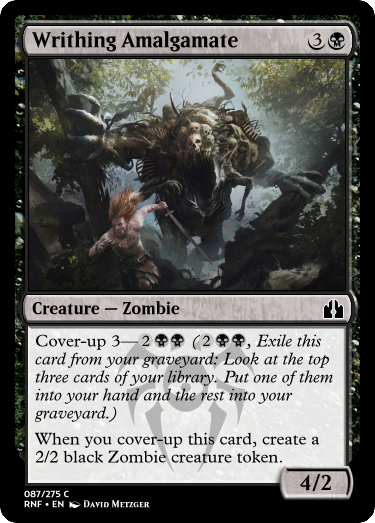 Writhing Amalgamate 3
Creature — Zombie
Cover-up 3— 2 ( 2 , Exile this
card from your graveyard: Look at the top
three cards of your library. Put one of them
into your hand and the rest into your
graveyard.)
When you cover-up this card, create a
2/2 black Zombie creature token.
4/2
087/275 C
RNF • EN David Metzger